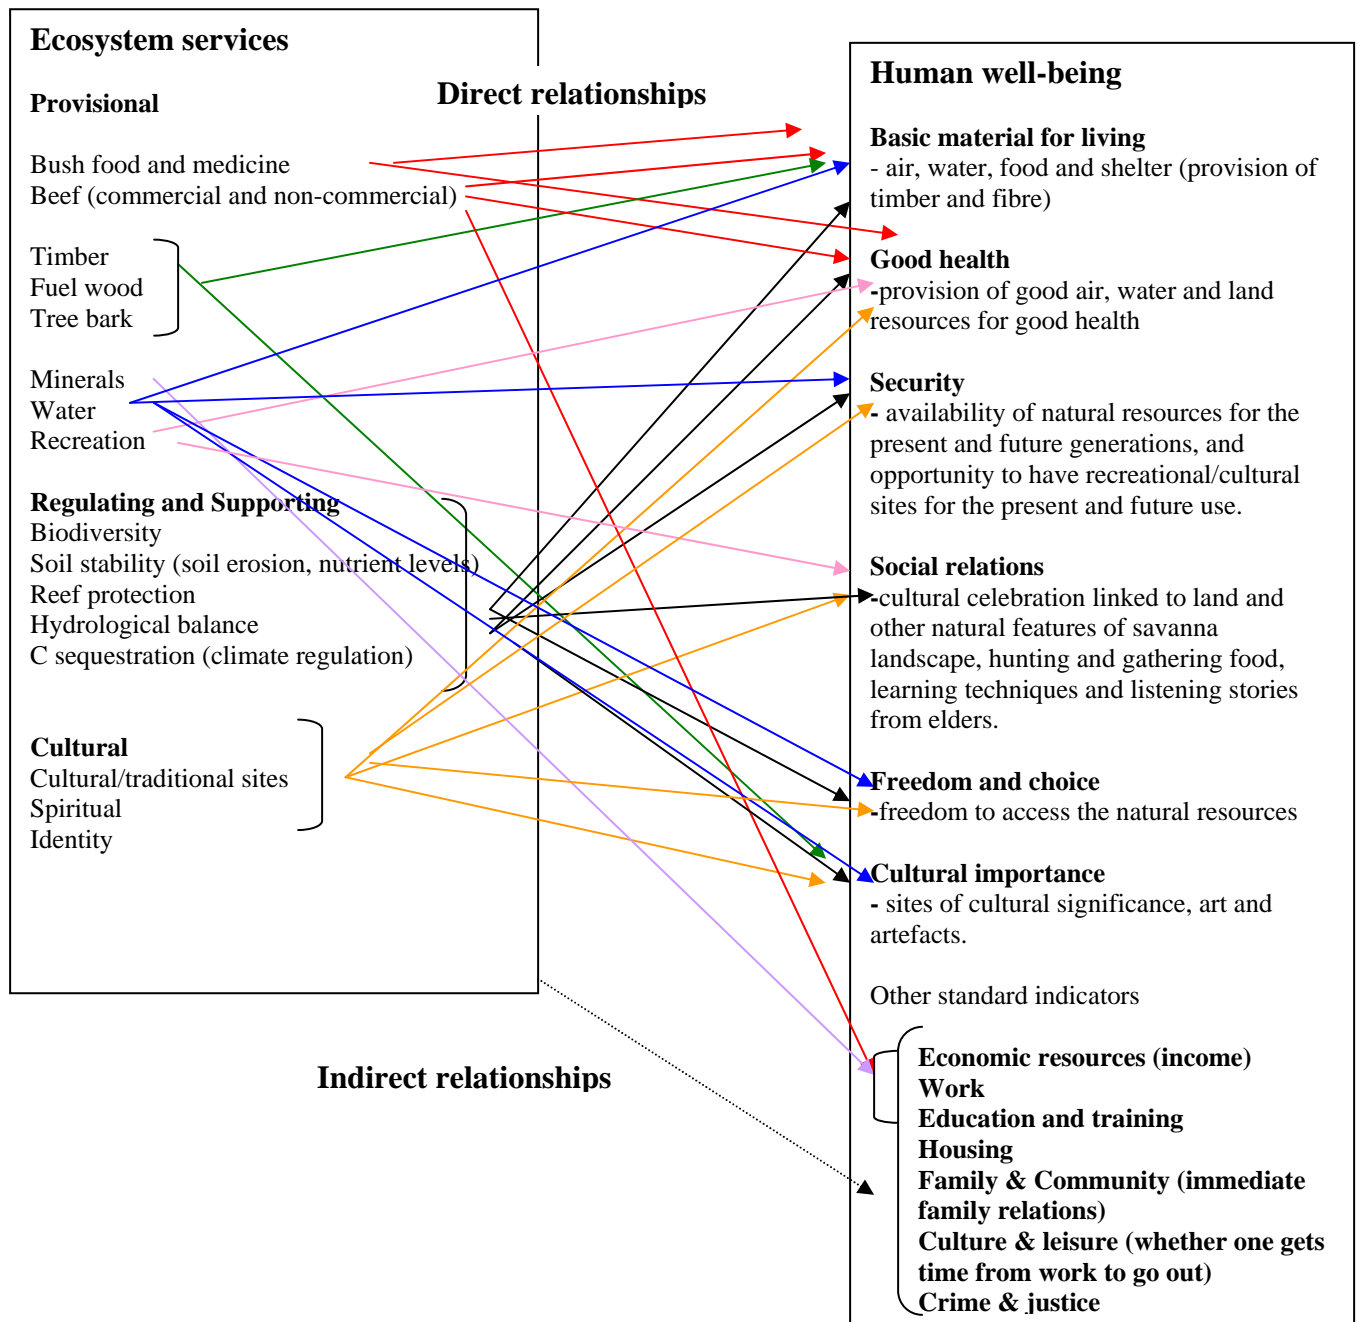 Ecosystem services
Provisional
Bush food and medicine
Beef (commercial and non-commercial)
Timber
Fuel wood
Tree bark
Minerals
Water
Recreation
Regulating and Supporting
Biodiversity
Soil stability (soil erosion, nutrient levels)
Reef protection
Hydrological balance
C sequestration (climate regulation)
Cultural
Cultural/traditional sites
Spiritual
Identity
Direct relationships
Indirect relationships
Human well-being
Basic material for living
- air, water, food and shelter (provision of
timber and fibre)
Good health
-provision of good air, water and land
resources for good health
Security
- availability of natural resources for the
present and future generations, and
opportunity to have recreational/cultural
sites for the present and future use.
Social relations
-cultural celebration linked to land and
other natural features of savanna
landscape, hunting and gathering food,
learning techniques and listening stories
from elders.
Freedom and choice
-freedom to access the natural resources
Cultural importance
- sites of cultural significance, art and
artefacts.
Other standard indicators
Economic resources (income)
Work
Education and training
Housing
Family & Community (immediate
family relations)
Culture & leisure (whether one gets
time from work to go out)
Crime & justice